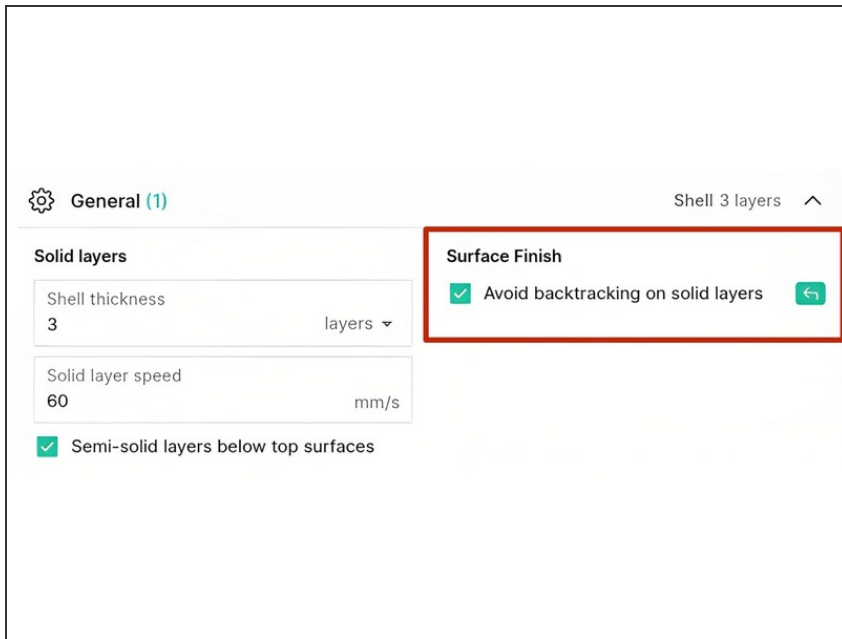 General (1)
Shell 3 layers
Solid layers
Shell thickness
3
layers
Solid layer speed
60
mm/s
Semi-solid layers below top surfaces
Surface Finish
Avoid backtracking on solid layers